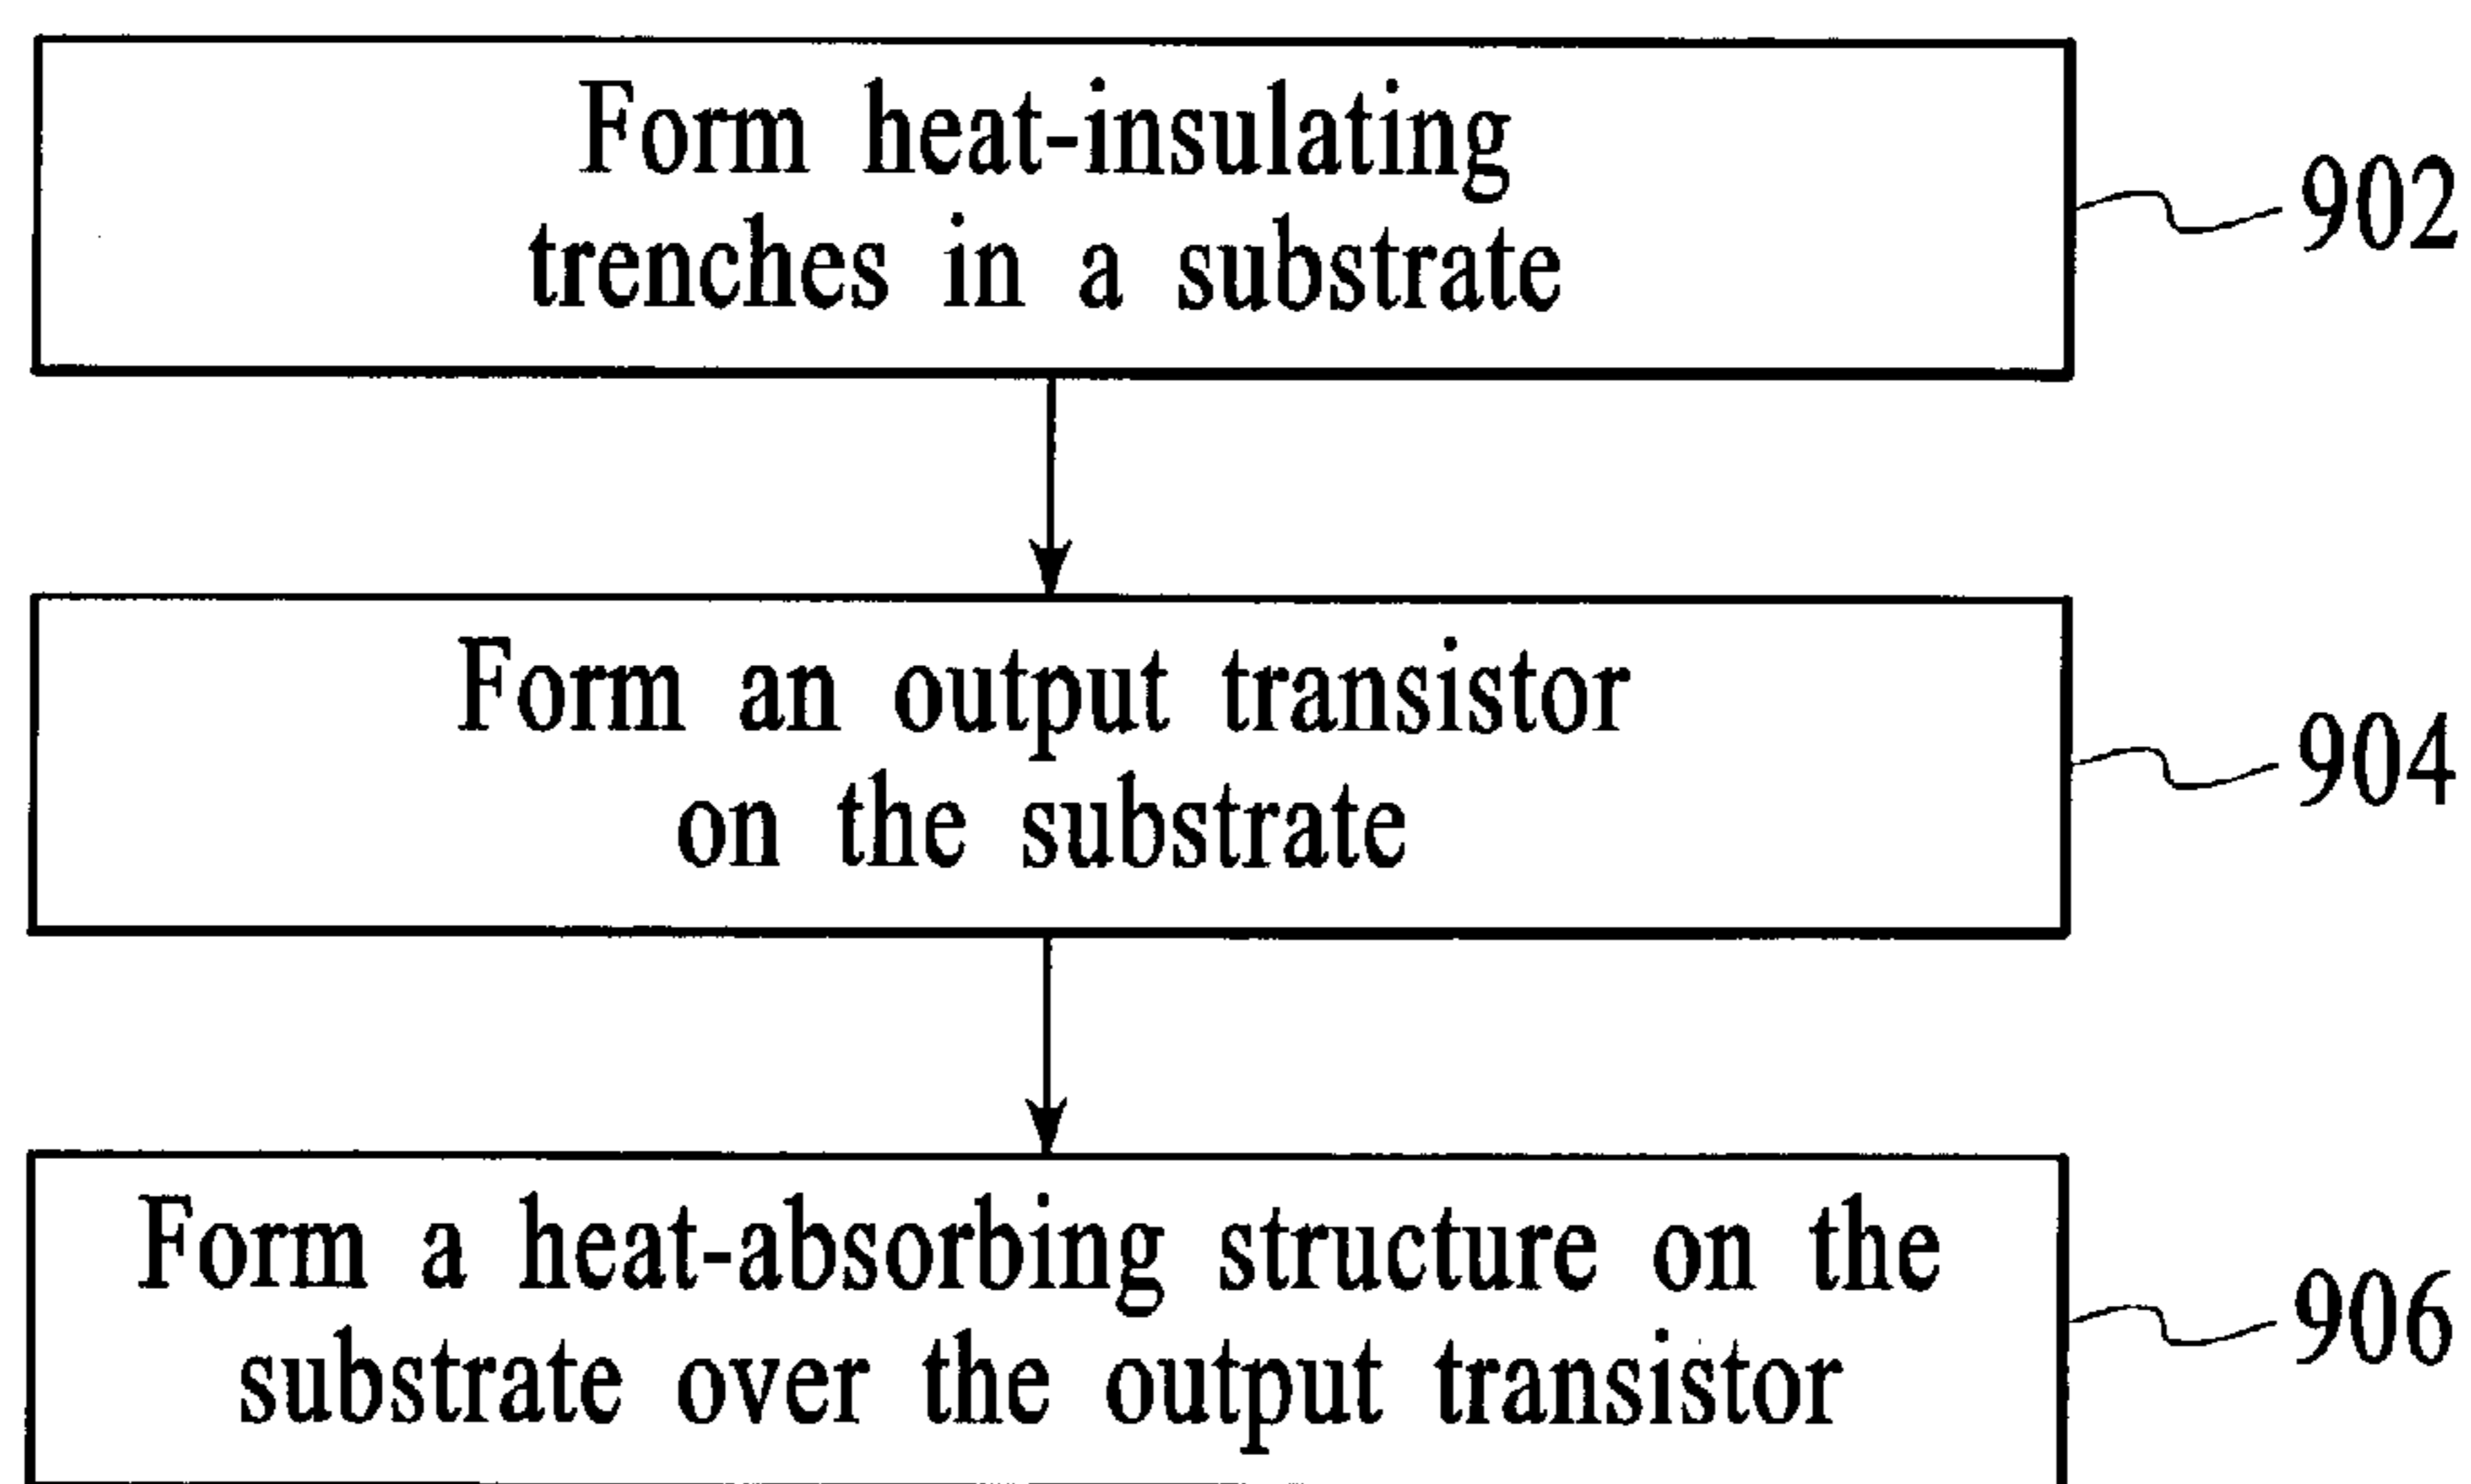 Form heat-insulating
trenches in a substrate
902
Form an output transistor
on the substrate
904
Form a heat-absorbing structure on the
substrate over the output transistor
906